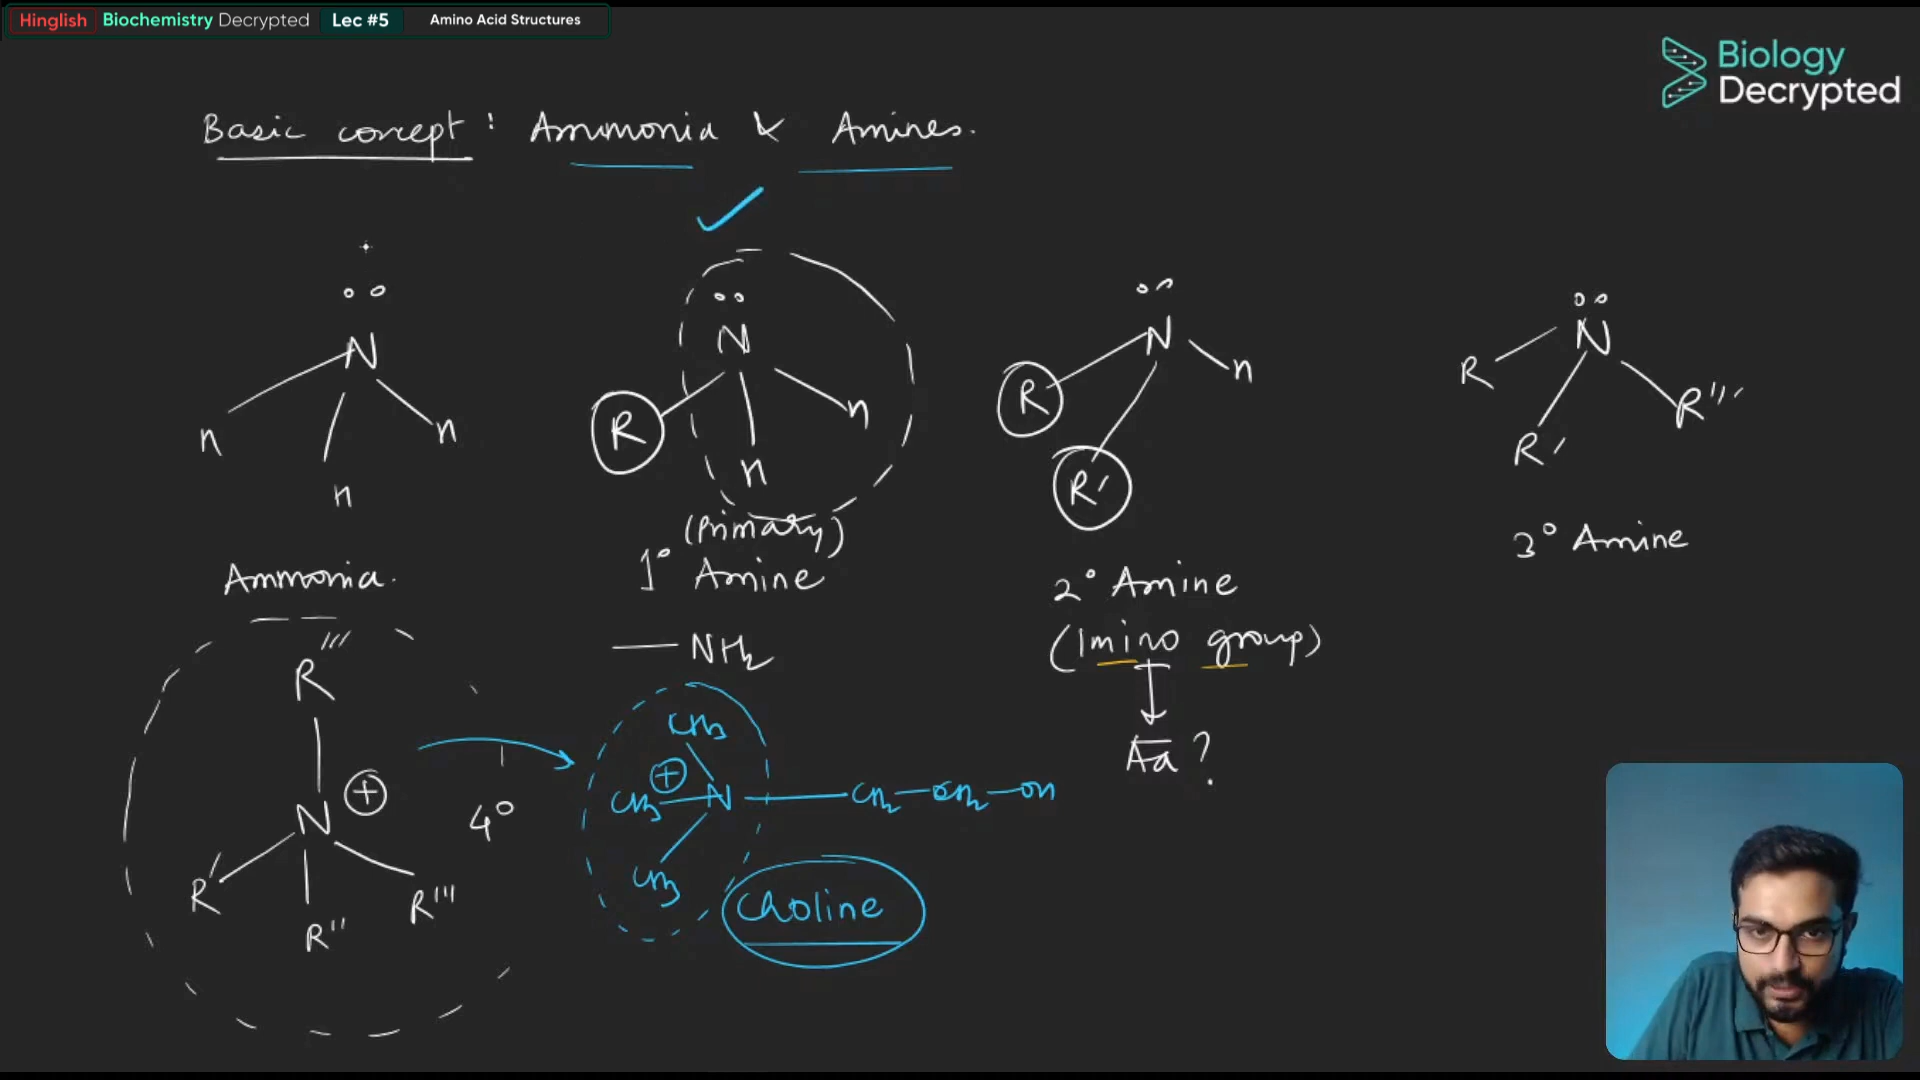 Hinglish Biochemistry Decrypted Lec #5 Amino Acid Structures
Biology
Decrypted
Basic concept : Ammonia & Amines.
N
H
H
H
Ammonia.
N
R
H
H
(Primary)
1° Amine
—NH2
N
R
R'
H
2° Amine
(Imino group)
Aa ?
N
R
R'
R'''
3° Amine
R'''
N +
R'
R''
R'''
4°
CH3
+
CH3—N—CH2—CH2—OH
CH3
Choline